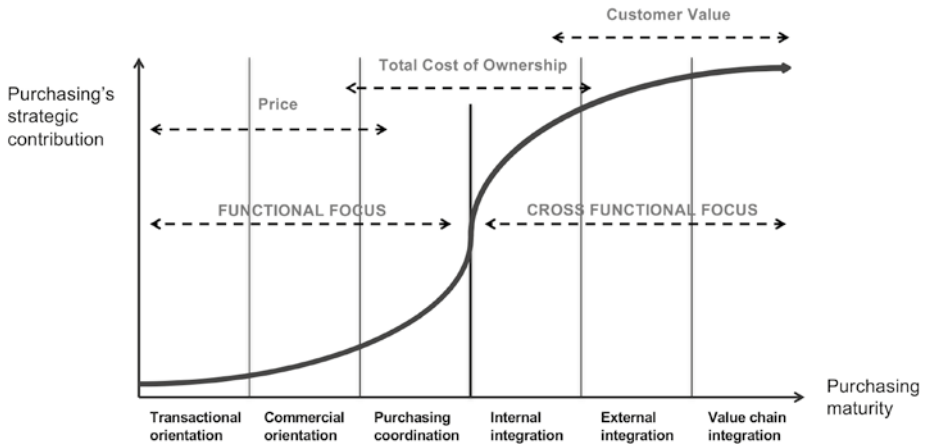 Customer Value
Total Cost of Ownership
Purchasing's
strategic
contribution
Price
FUNCTIONAL FOCUS
CROSS FUNCTIONAL FOCUS
Purchasing
maturity
Transactional
orientation
Commercial
orientation
Purchasing
coordination
Internal
integration
External
integration
Value chain
integration